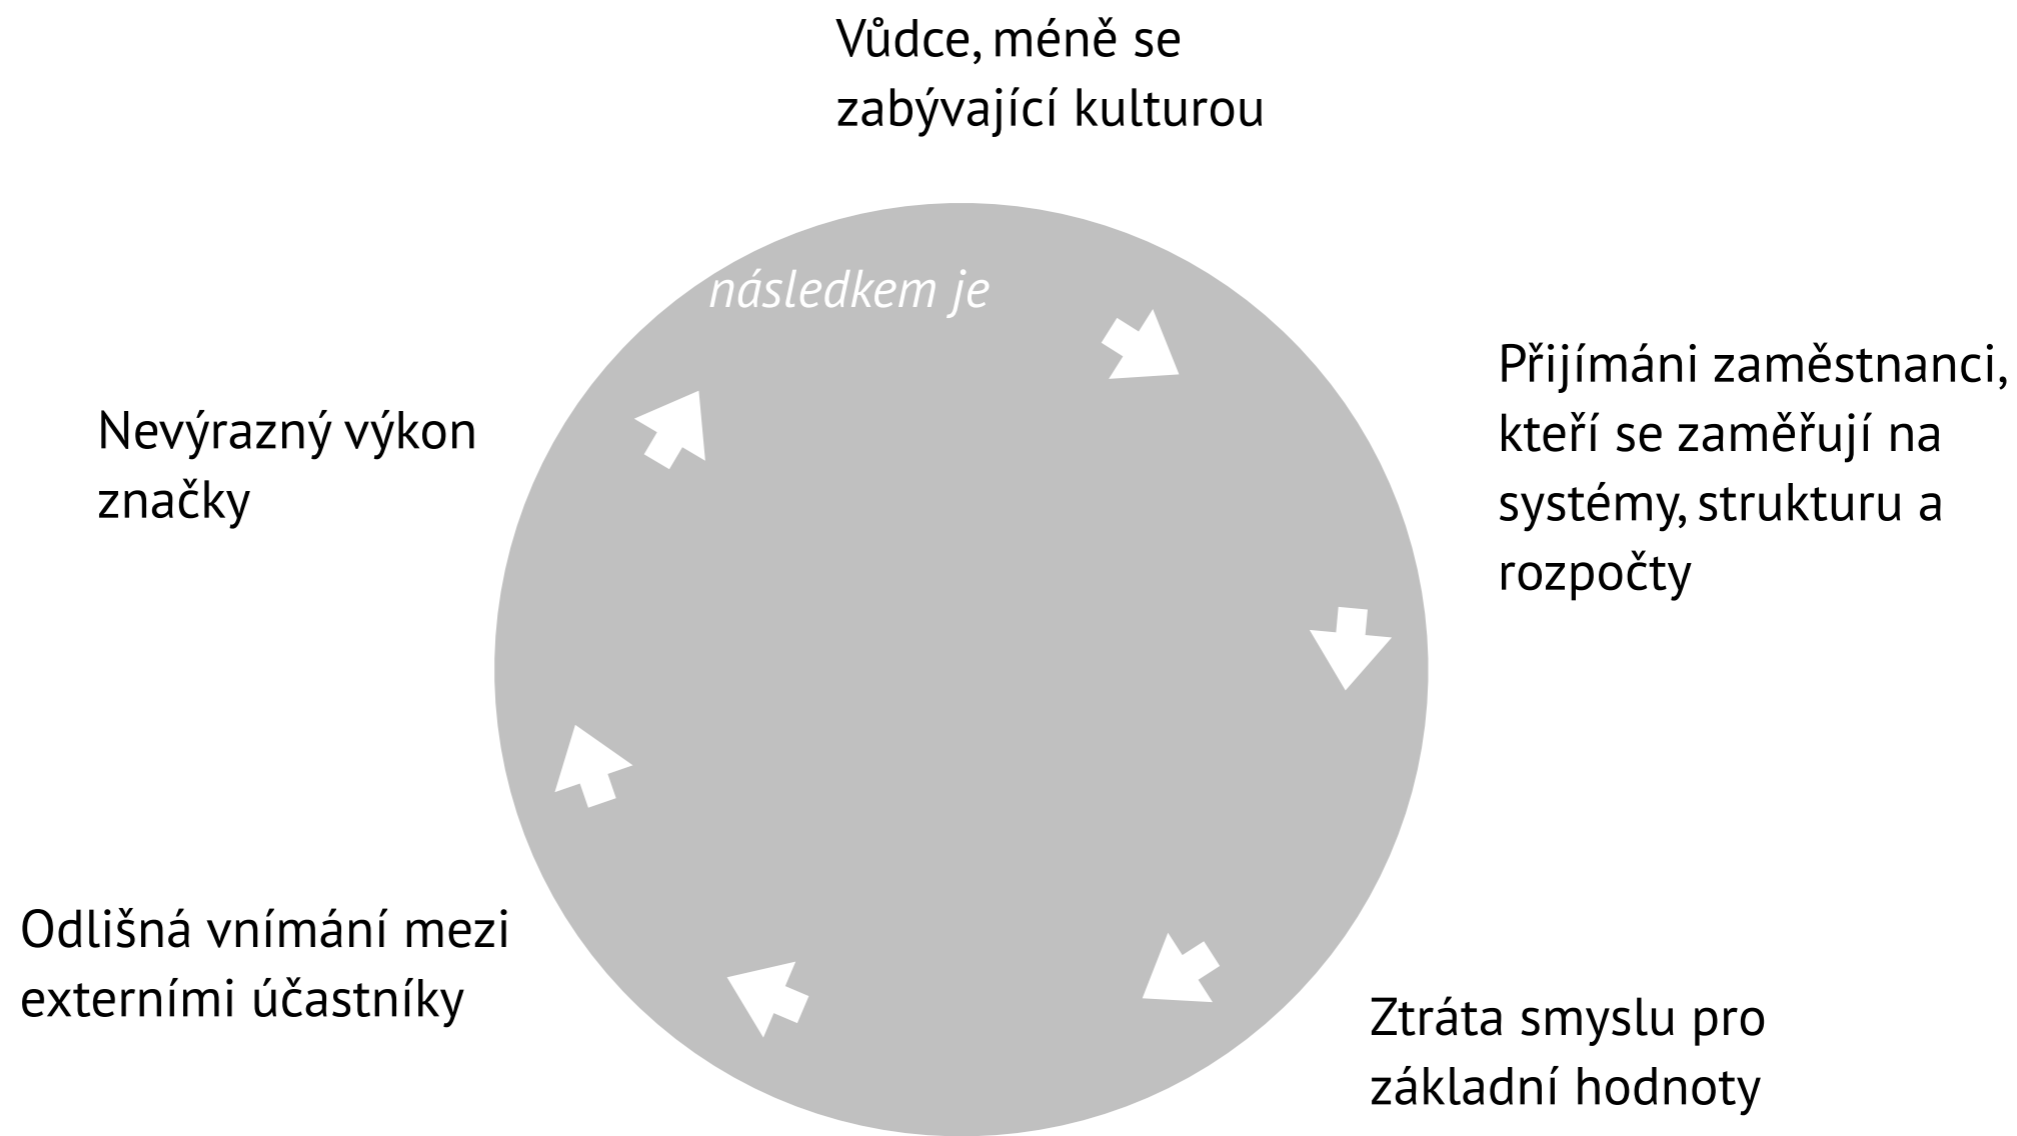 Vůdce, méně se
zabývající kulturou
následkem je
Přijímáni zaměstnanci,
kteří se zaměřují na
systémy, strukturu a
rozpočty
Nevýrazný výkon
značky
Odlišná vnímání mezi
externími účastníky
Ztráta smyslu pro
základní hodnoty